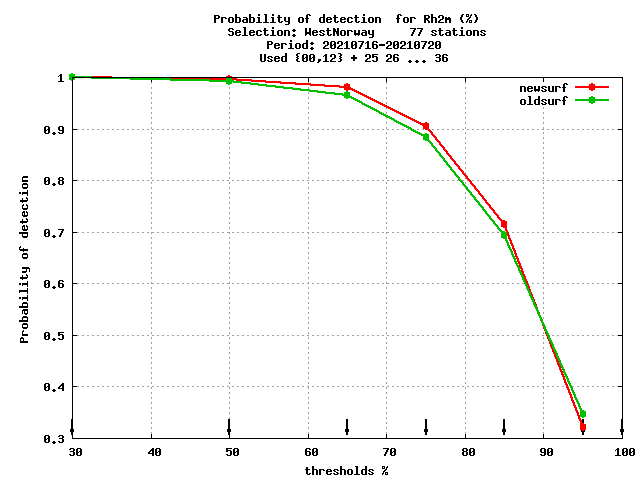 Probability of detection  for Rh2m (%)
Selection: WestNorway     77 stations
Period: 20210716-20210720
Used {00,12} + 25 26 ... 36
newsurf
oldsurf
Probability of detection
1
0.9
0.8
0.7
0.6
0.5
0.4
0.3
30 40 50 60 70 80 90 100
thresholds %